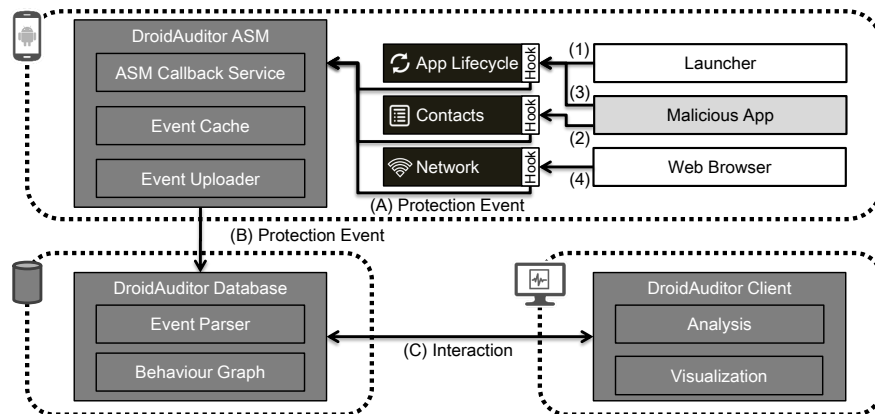 DroidAuditor ASM
ASM Callback Service
Event Cache
Event Uploader
App Lifecycle
Hook
Contacts
Hook
Network
Hook
(1)
Launcher
(3)
Malicious App
(2)
Web Browser
(4)
(A) Protection Event
(B) Protection Event
DroidAuditor Database
Event Parser
Behaviour Graph
(C) Interaction
DroidAuditor Client
Analysis
Visualization